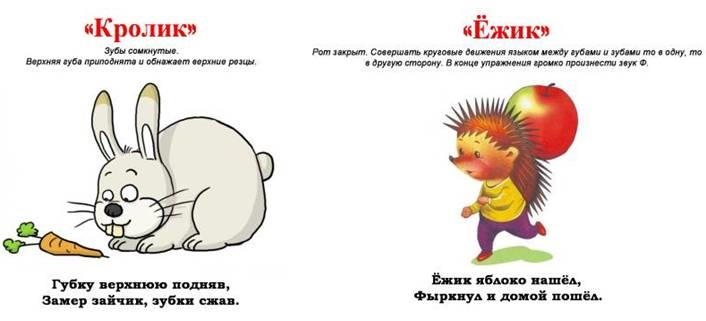 «Кролик»
Зубы сомкнутые.
Верхняя губа приподнята и обнажает верхние резцы.
Губку верхнюю подняв,
Замер зайчик, зубки сжав.
«Ёжик»
Рот закрыт. Совершать круговые движения языком между губами и зубами то в одну, то
в другую сторону. В конце упражнения громко произнести звук Ф.
Ёжик яблоко нашёл,
Фыркнул и домой пошёл.